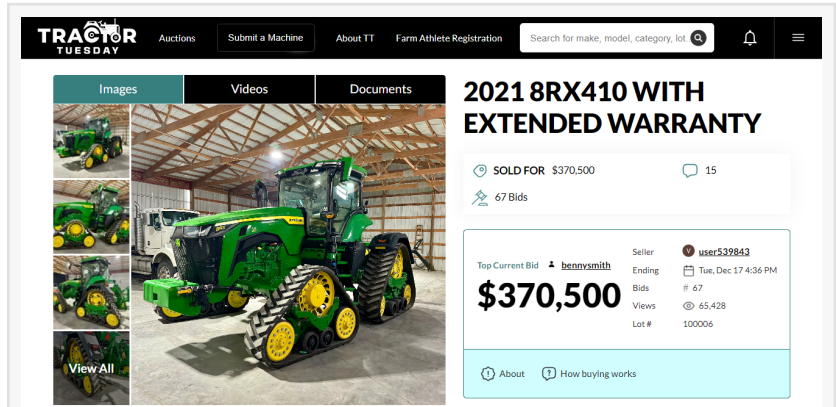 TRACTOR
TUESDAY
Auctions
Submit a Machine
About TT
Farm Athlete Registration
Search for make, model, category, lot
Images
Videos
Documents
View All
2021 8RX410 WITH
EXTENDED WARRANTY
SOLD FOR $370,500
15
67 Bids
Top Current Bid bennysmith
$370,500
Seller V user539843
Ending Tue, Dec 17 4:36 PM
Bids # 67
Views 65,428
Lot # 100006
About
How buying works